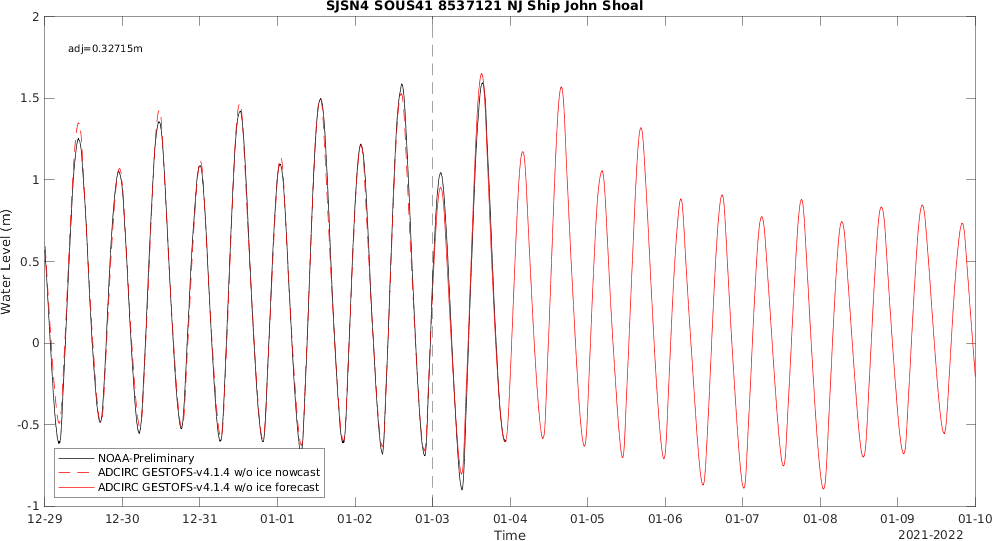 SJSN4 SOUS41 8537121 NJ Ship John Shoal
adj=0.32715m
2
1.5
1
0.5
0
-0.5
-1
Water Level (m)
NOAA-Preliminary
ADCIRC GESTOFS-v4.1.4 w/o ice nowcast
ADCIRC GESTOFS-v4.1.4 w/o ice forecast
12-29 12-30 12-31 01-01 01-02 01-03 01-04 01-05 01-06 01-07 01-08 01-09 01-10
Time
2021-2022